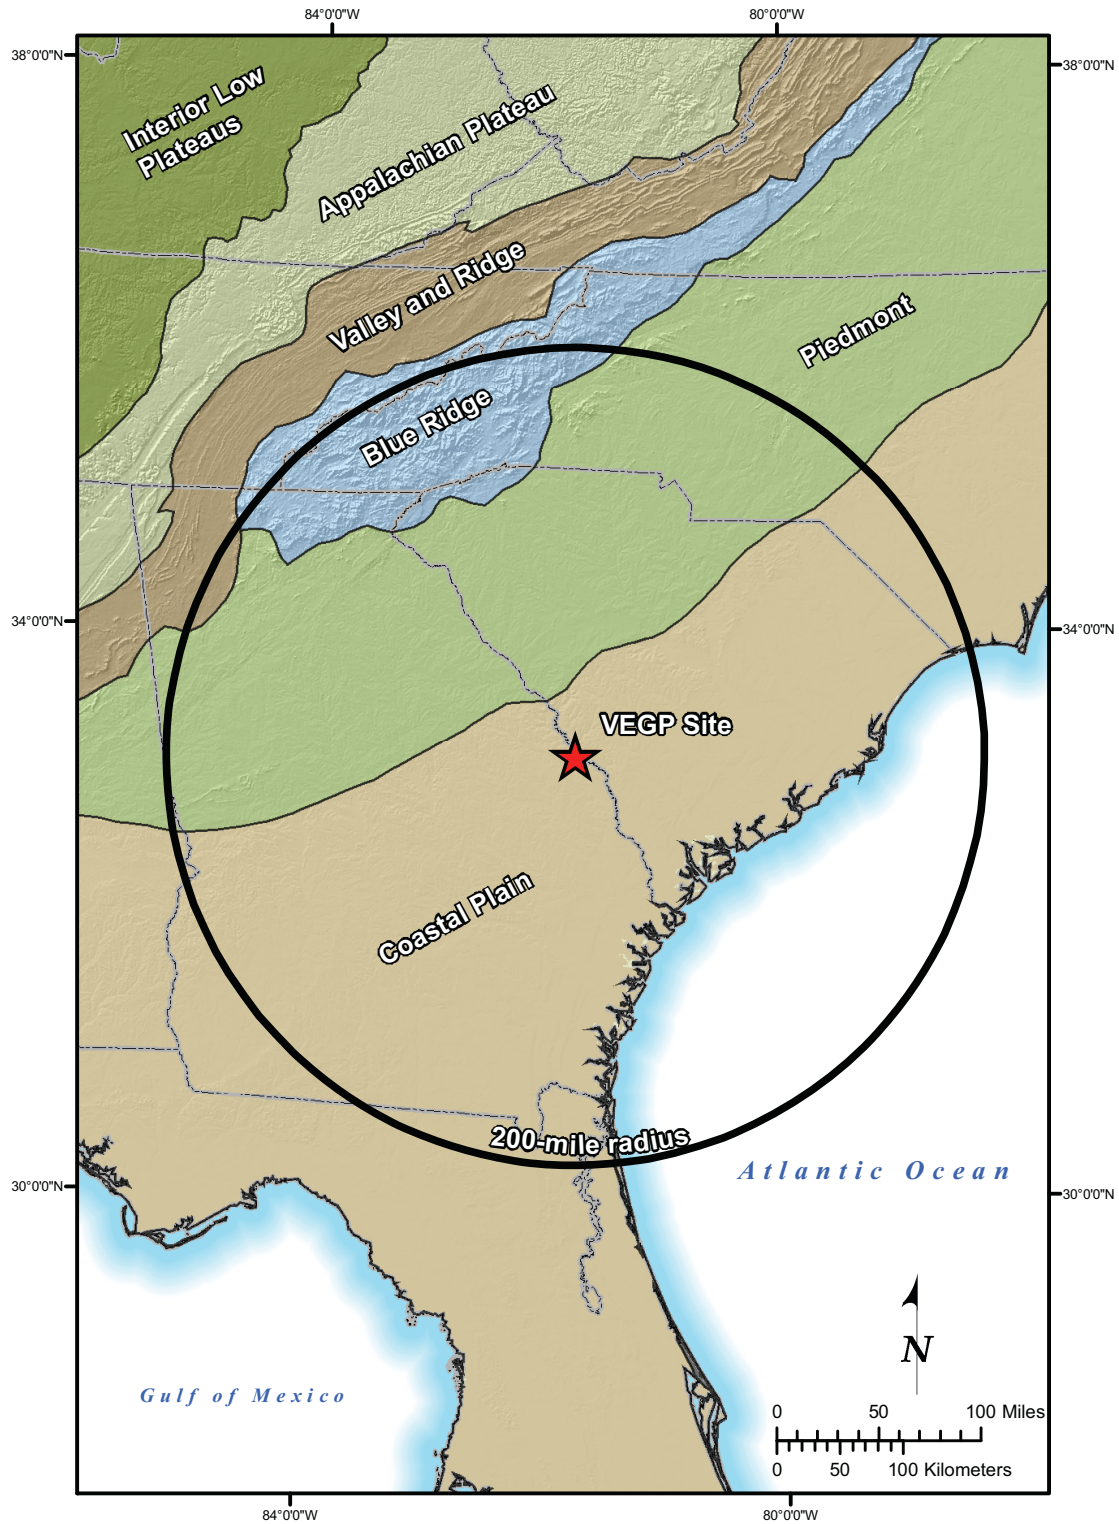 84°0'0"W
80°0'0"W
38°0'0"N
38°0'0"N
Interior Low
Plateaus
Appalachian Plateau
Valley and Ridge
Piedmont
Blue Ridge
34°0'0"N
34°0'0"N
VEGP Site
Coastal Plain
200-mile radius
Atlantic Ocean
30°0'0"N
30°0'0"N
N
Gulf of Mexico
0 50 100 Miles
0 50 100 Kilometers
84°0'0"W
80°0'0"W